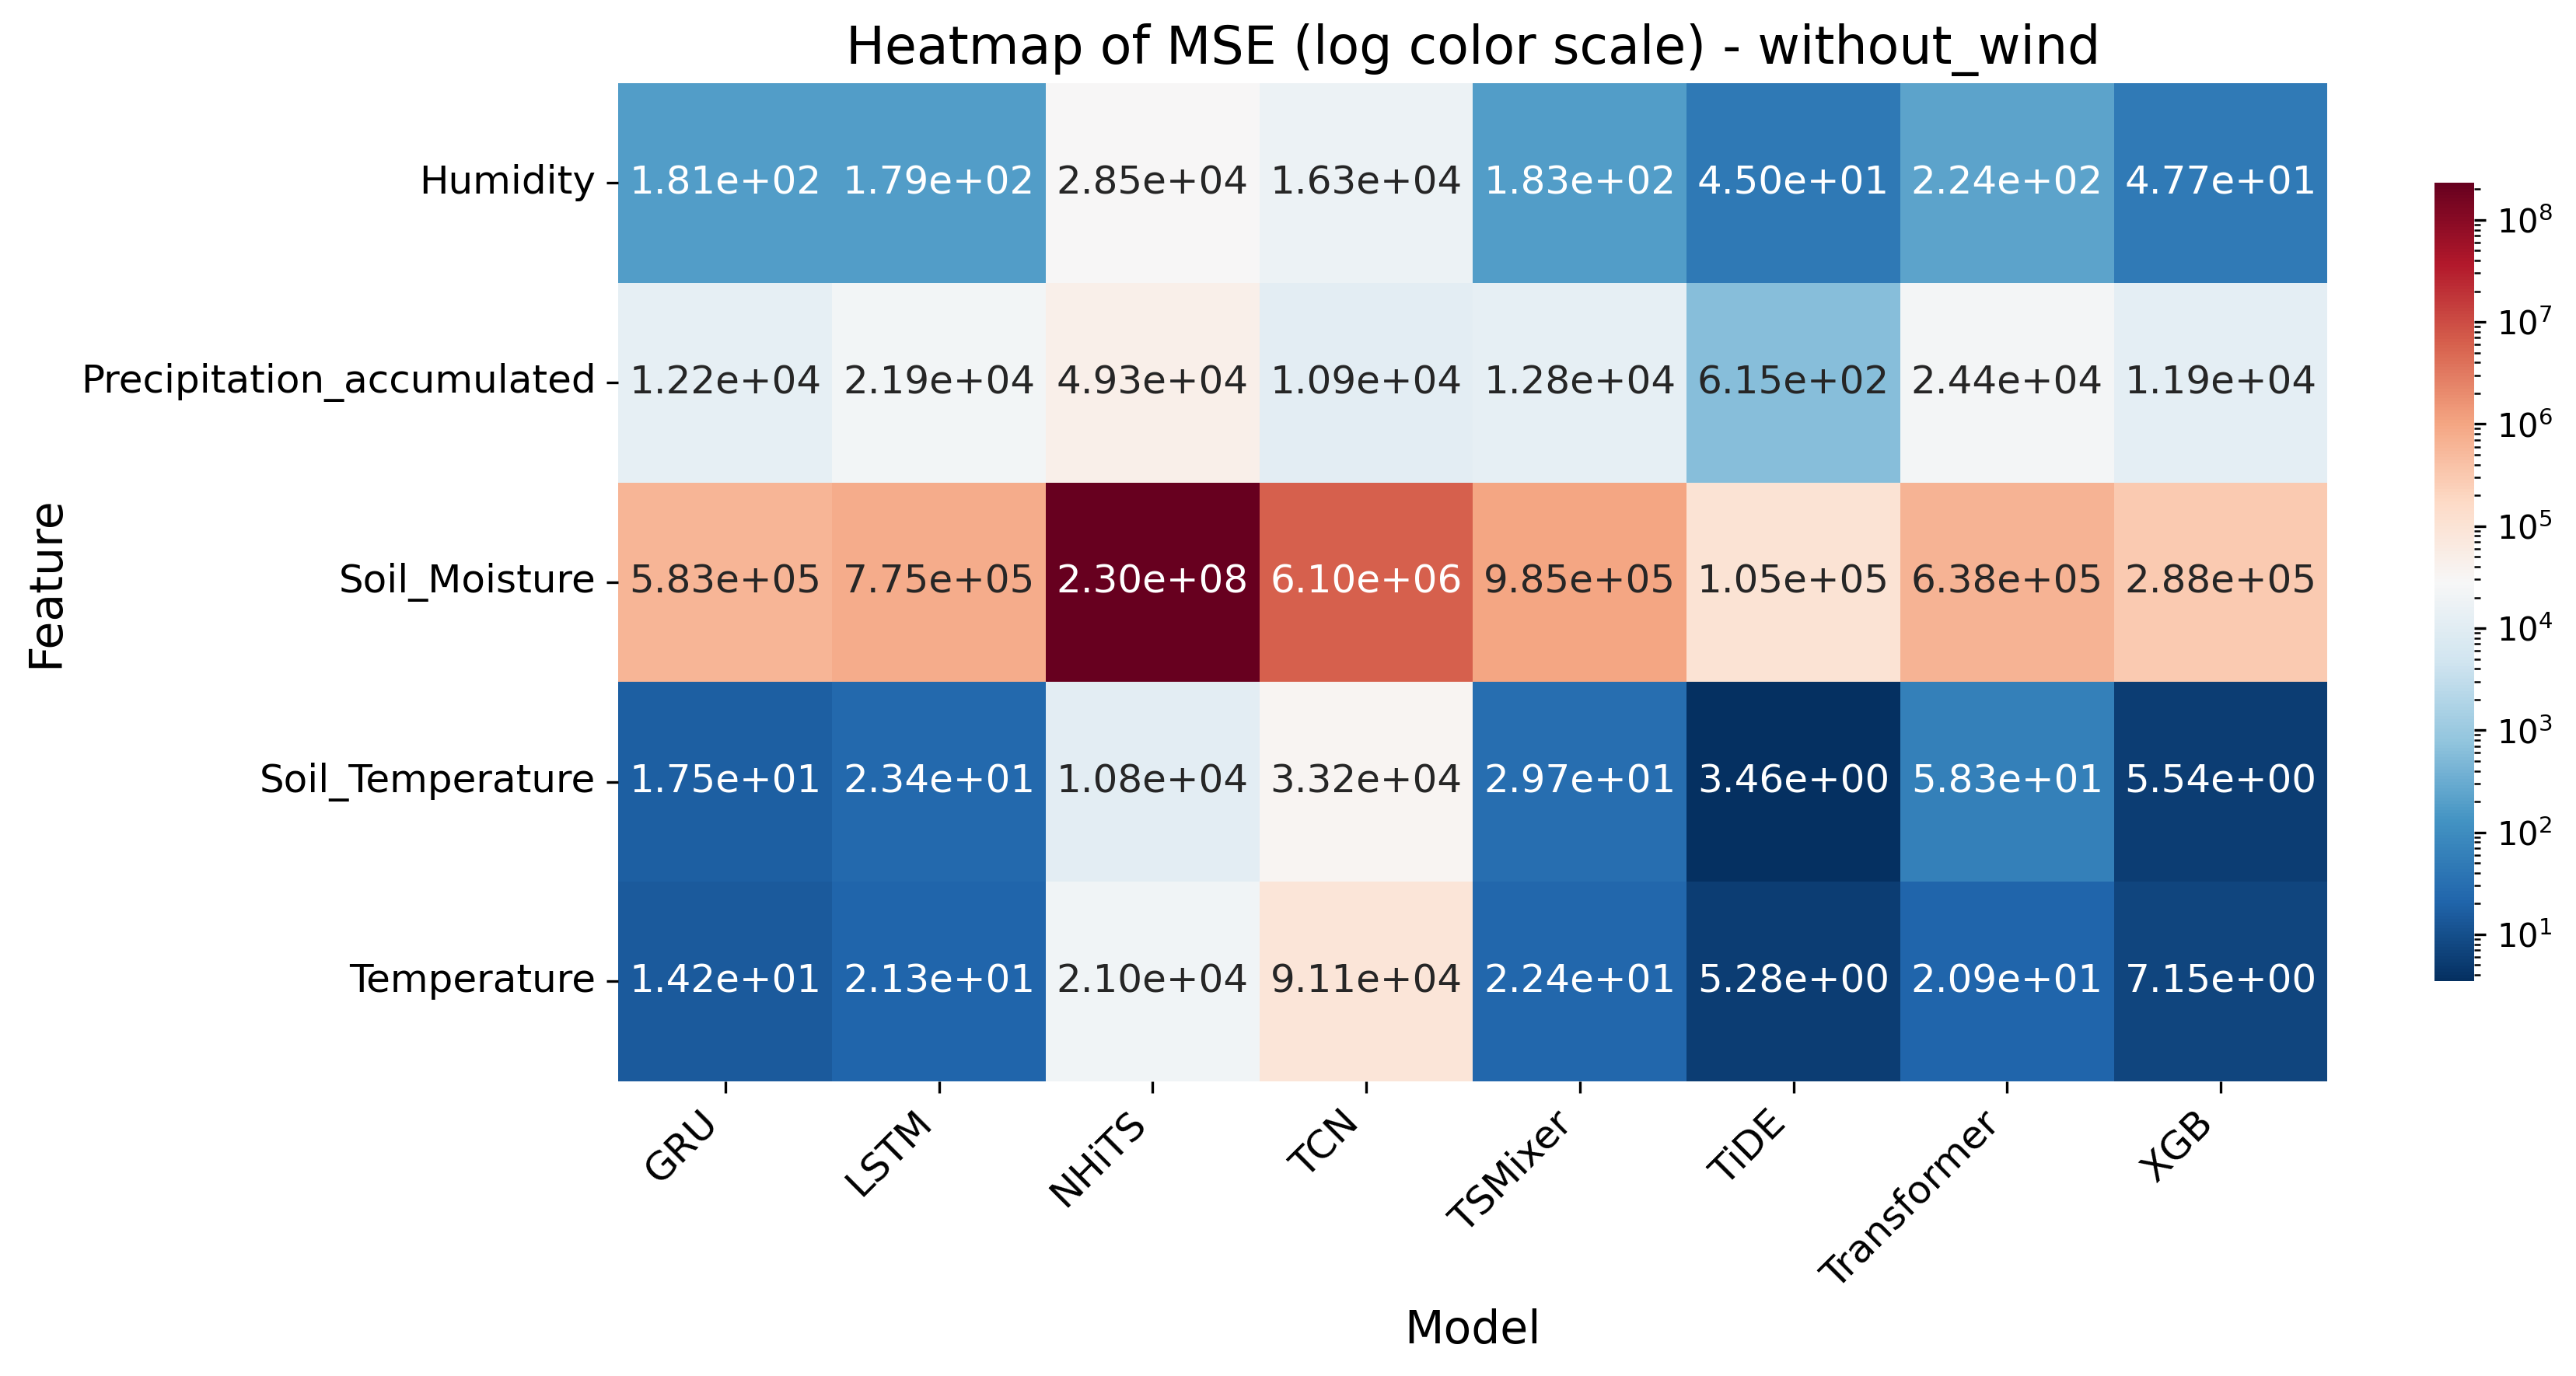 Heatmap of MSE (log color scale) - without_wind
Feature
Humidity 1.81e+02 1.79e+02 2.85e+04 1.63e+04 1.83e+02 4.50e+01 2.24e+02 4.77e+01
Precipitation_accumulated 1.22e+04 2.19e+04 4.93e+04 1.09e+04 1.28e+04 6.15e+02 2.44e+04 1.19e+04
Soil_Moisture 5.83e+05 7.75e+05 2.30e+08 6.10e+06 9.85e+05 1.05e+05 6.38e+05 2.88e+05
Soil_Temperature 1.75e+01 2.34e+01 1.08e+04 3.32e+04 2.97e+01 3.46e+00 5.83e+01 5.54e+00
Temperature 1.42e+01 2.13e+01 2.10e+04 9.11e+04 2.24e+01 5.28e+00 2.09e+01 7.15e+00
GRU LSTM NHiTS TCN TSMixer TiDE Transformer XGB
Model
10⁸
10⁷
10⁶
10⁵
10⁴
10³
10²
10¹